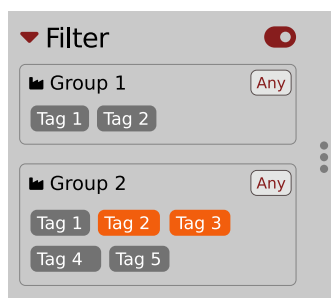 Filter
Group 1 Any
Tag 1 Tag 2
Group 2 Any
Tag 1 Tag 2 Tag 3
Tag 4 Tag 5